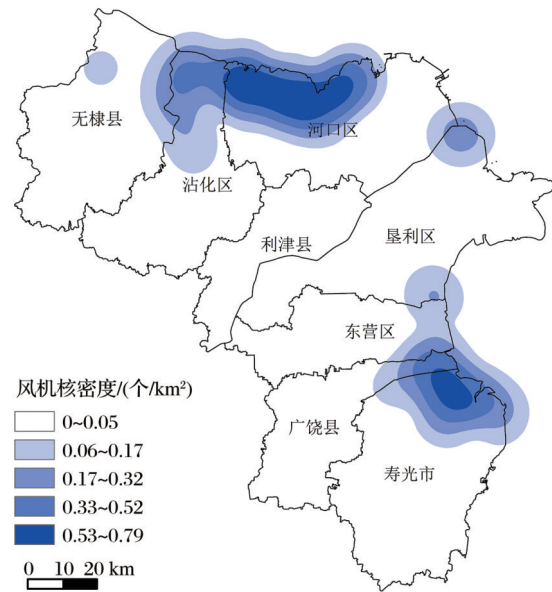 无棣县
河口区
沾化区
利津县
垦利区
东营区
风机核密度/(个/km²)
0~0.05
0.06~0.17
0.17~0.32
0.33~0.52
0.53~0.79
广饶县
寿光市
0 10 20 km